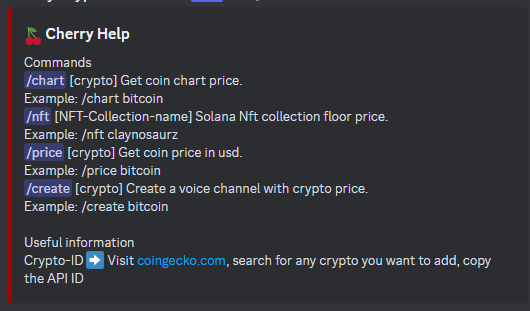 Cherry Help
Commands
/chart [crypto] Get coin chart price.
Example: /chart bitcoin
/nft [NFT-Collection-name] Solana Nft collection floor price.
Example: /nft claynosaurz
/price [crypto] Get coin price in usd.
Example: /price bitcoin
/create [crypto] Create a voice channel with crypto price.
Example: /create bitcoin
Useful information
Crypto-ID ➡️ Visit coingecko.com, search for any crypto you want to add, copy
the API ID